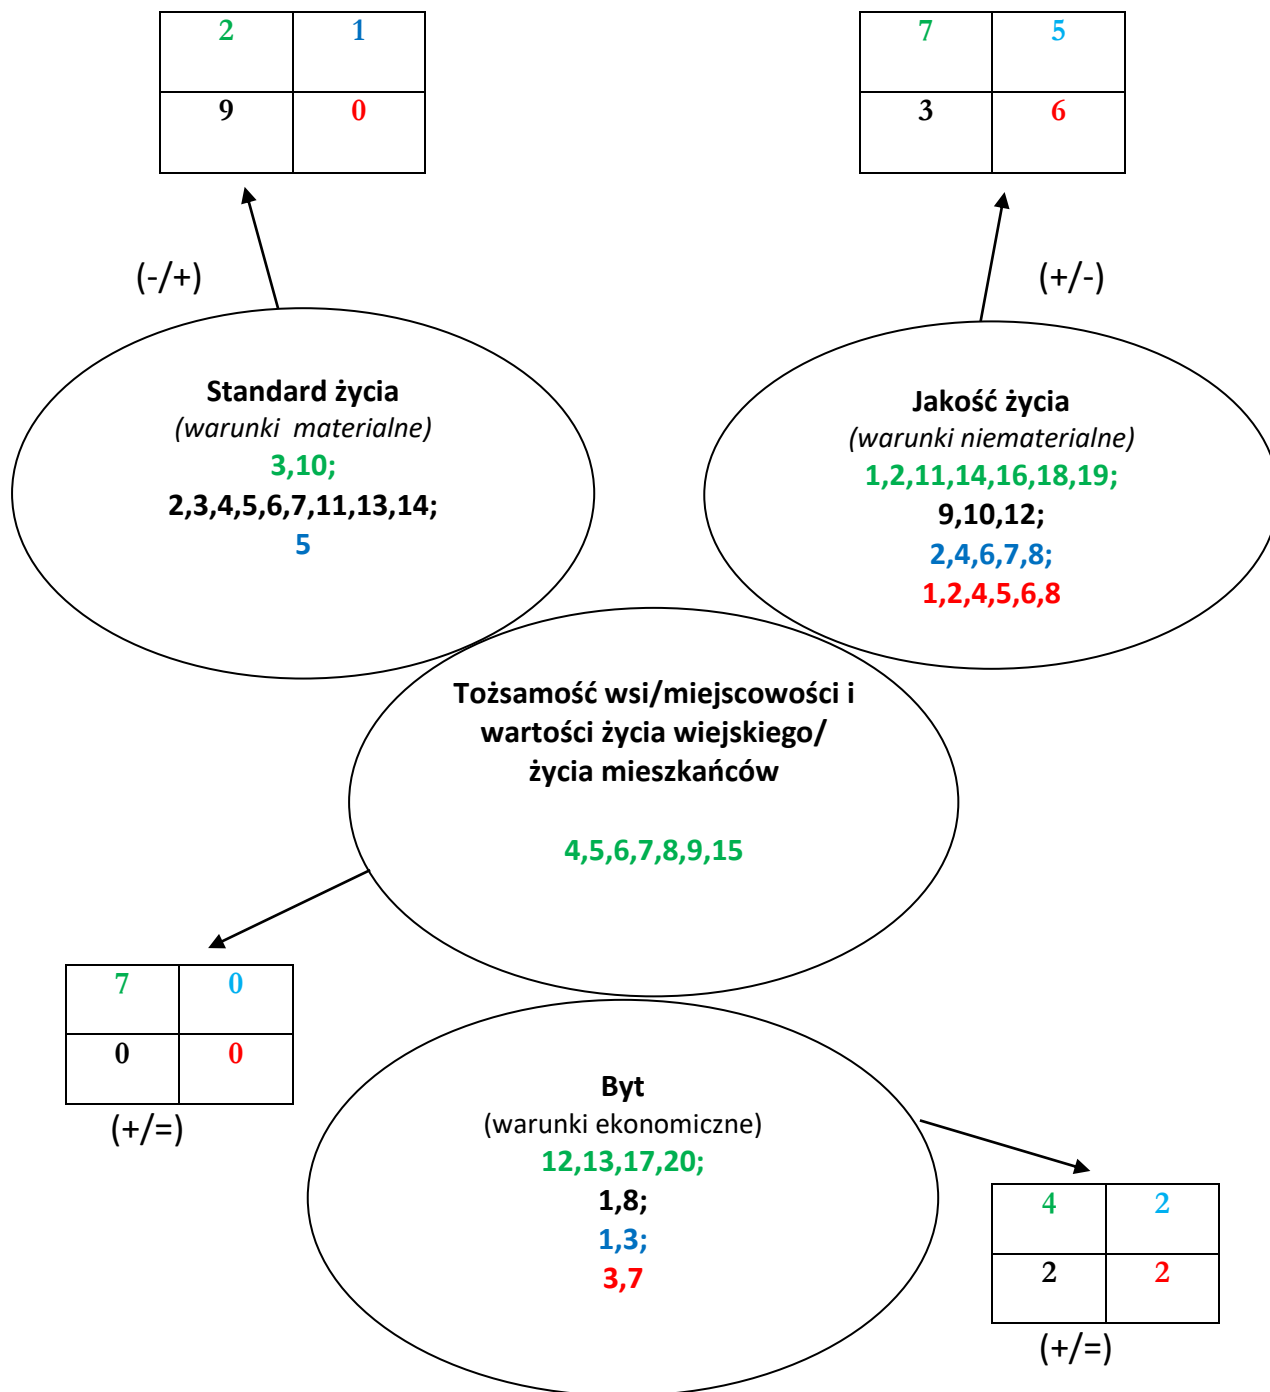 2 1
9 0
7 5
3 6
(-/+)
(+/-)
Standard życia
(warunki materialne)
3,10;
2,3,4,5,6,7,11,13,14;
5
Jakość życia
(warunki niematerialne)
1,2,11,14,16,18,19;
9,10,12;
2,4,6,7,8;
1,2,4,5,6,8
Tożsamość wsi/miejscowości i
wartości życia wiejskiego/
życia mieszkańców
4,5,6,7,8,9,15
7 0
0 0
(+/=)
Byt
(warunki ekonomiczne)
12,13,17,20;
1,8;
1,3;
3,7
4 2
2 2
(+/=)